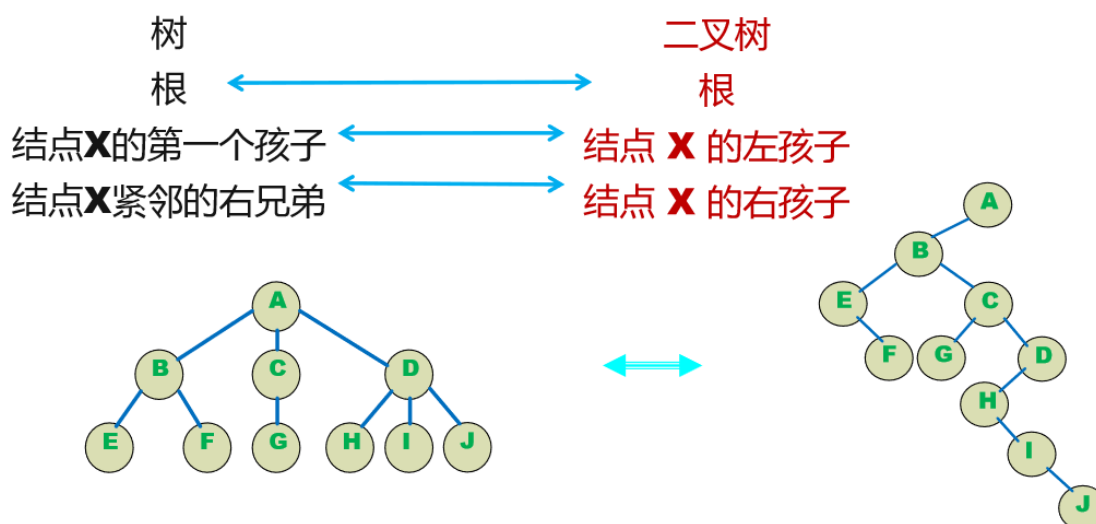 树 二叉树
根 根
结点X的第一个孩子 结点 X 的左孩子
结点X紧邻的右兄弟 结点 X 的右孩子
A
B C D
E F G H I J
A
B
E C
F G D
H
I
J